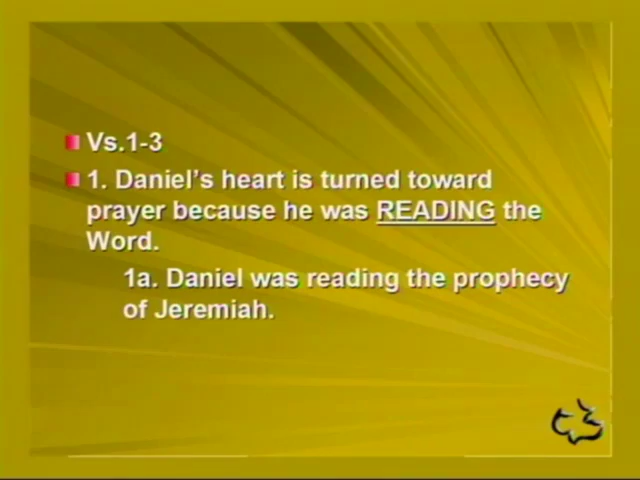 Vs.1-3
1. Daniel's heart is turned toward
prayer because he was READING the
Word.
1a. Daniel was reading the prophecy
of Jeremiah.